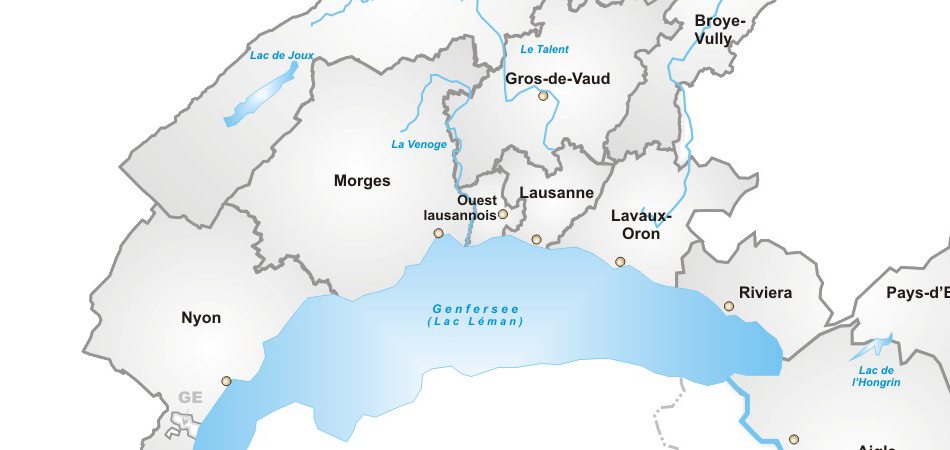 Broye-
Vully
Le Talent
Lac de Joux
Gros-de-Vaud
La Venoge
Morges
Lausanne
Ouest
lausannois
Lavaux-
Oron
Riviera
Pays-d'E
Genfersee
(Lac Léman)
Nyon
Lac de
l'Hongrin
GE
Aigle